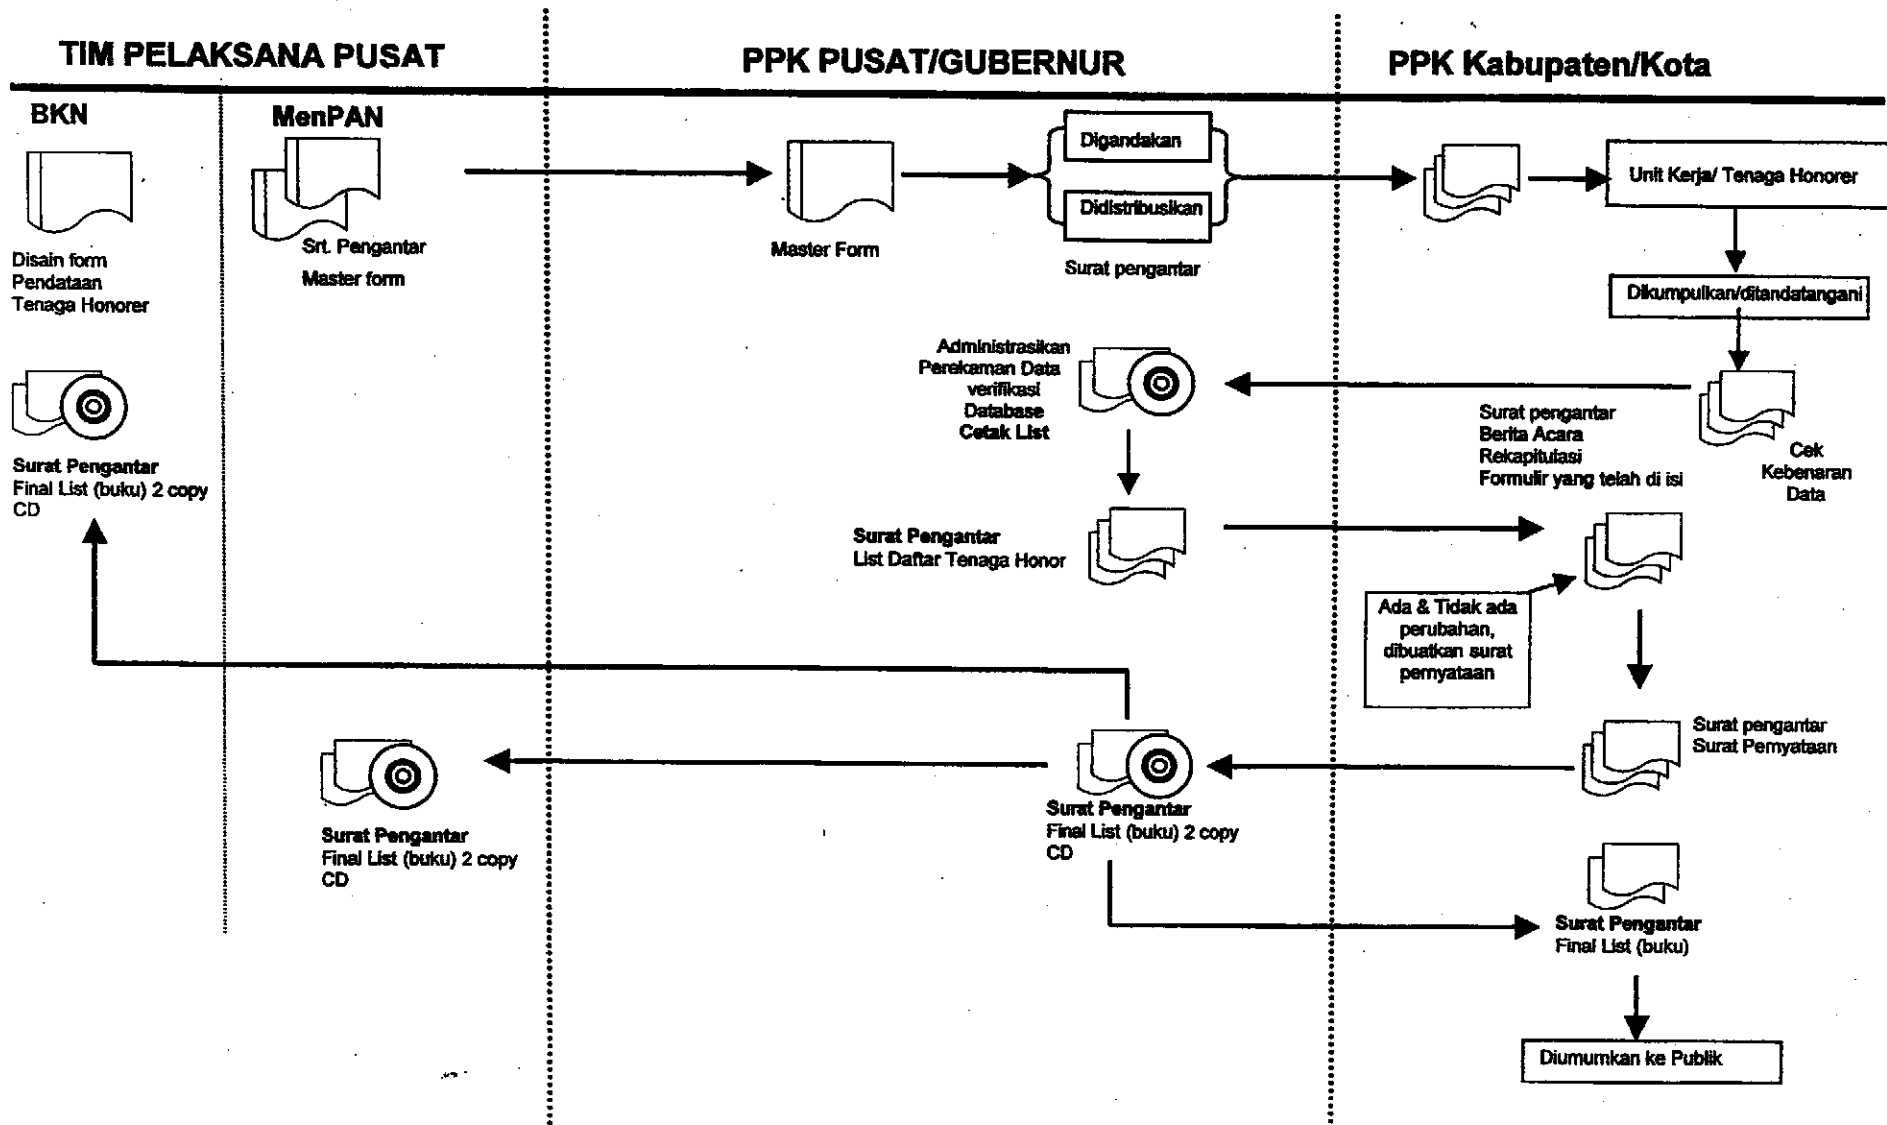 TIM PELAKSANA PUSAT
PPK PUSAT/GUBERNUR
PPK Kabupaten/Kota
BKN
MenPAN
Disain form
Pendataan
Tenaga Honorer
Srt. Pengantar
Master form
Master Form
Digandakan
Didistribusikan
Surat pengantar
Unit Kerja/ Tenaga Honorer
Dikumpulkan/ditandatangani
Cek
Kebenaran
Data
Surat pengantar
Berita Acara
Rekapitulasi
Formulir yang telah di isi
Administrasikan
Perekaman Data
verifikasi
Database
Cetak List
Surat Pengantar
List Daftar Tenaga Honor
Ada & Tidak ada
perubahan,
dibuatkan surat
pernyataan
Surat pengantar
Surat Pernyataan
Surat Pengantar
Final List (buku) 2 copy
CD
Surat Pengantar
Final List (buku) 2 copy
CD
Surat Pengantar
Final List (buku) 2 copy
CD
Surat Pengantar
Final List (buku)
Diumumkan ke Publik